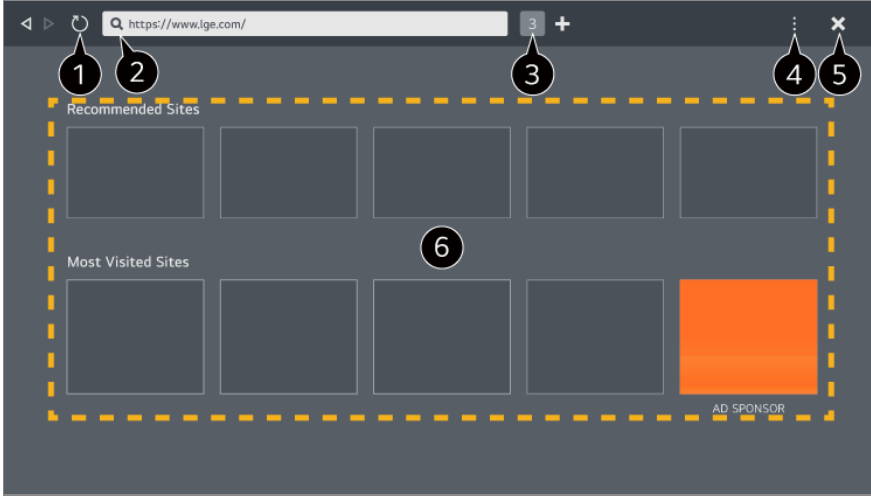 https://www.lge.com/ 3
1 2 3 4 5
Recommended Sites
6
Most Visited Sites
AD SPONSOR